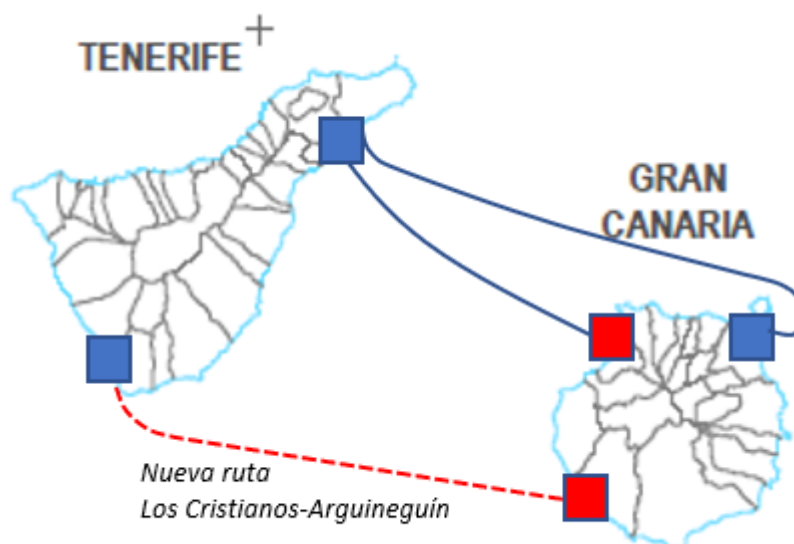 TENERIFE
GRAN
CANARIA
Nueva ruta
Los Cristianos-Arguineguín